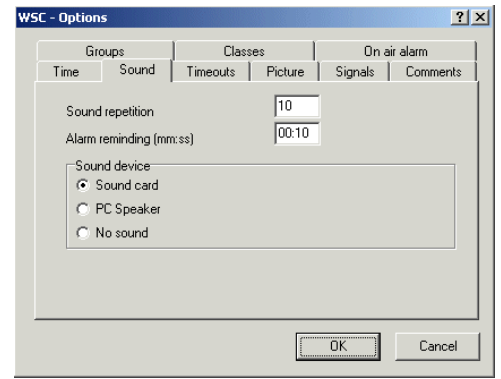 WSC - Options
Groups Classes On air alarm
Time Sound Timeouts Picture Signals Comments
Sound repetition 10
Alarm reminding (mm:ss) 00:10
Sound device
Sound card
PC Speaker
No sound
OK Cancel